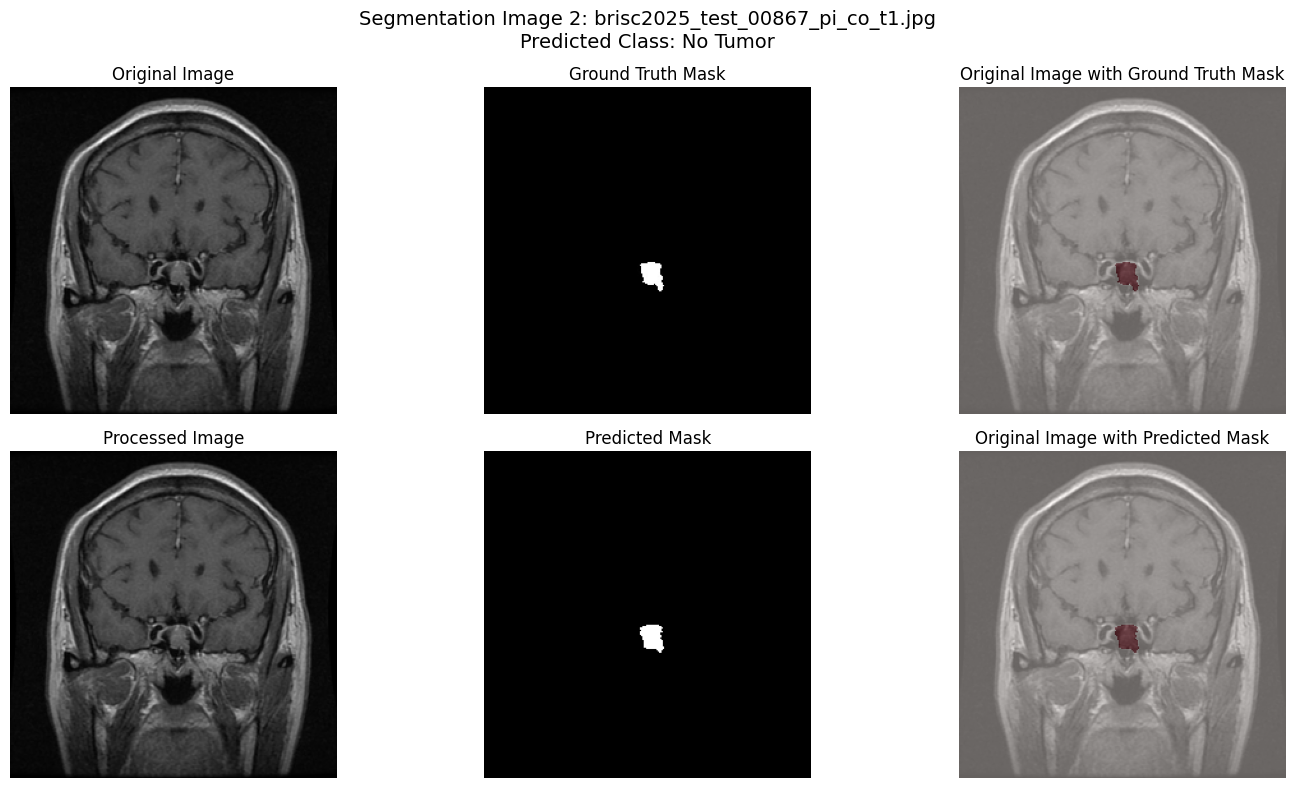 Segmentation Image 2: brisc2025_test_00867_pi_co_t1.jpg
Predicted Class: No Tumor
Original Image
Ground Truth Mask
Original Image with Ground Truth Mask
Processed Image
Predicted Mask
Original Image with Predicted Mask